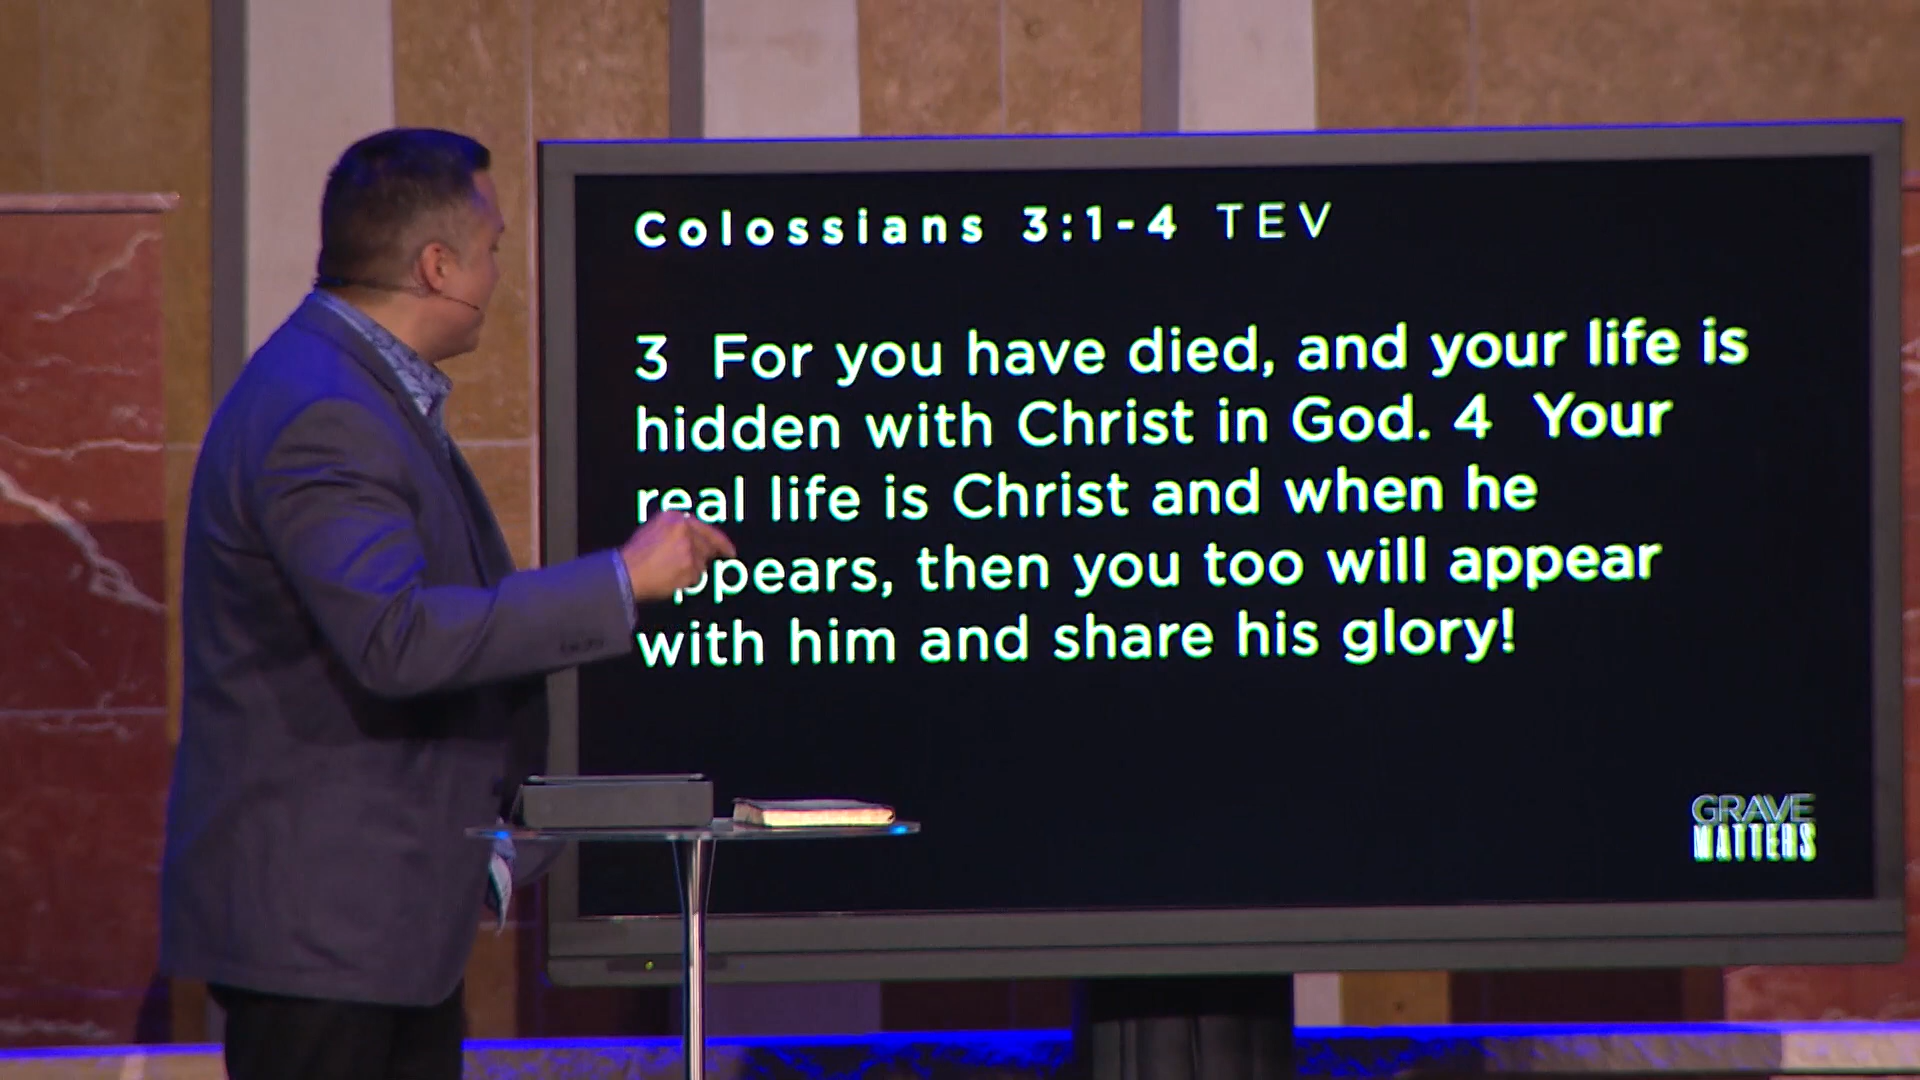 Colossians 3:1-4 TEV
3 For you have died, and your life is
hidden with Christ in God. 4 Your
real life is Christ and when he
appears, then you too will appear
with him and share his glory!
GRAVE
MATTERS